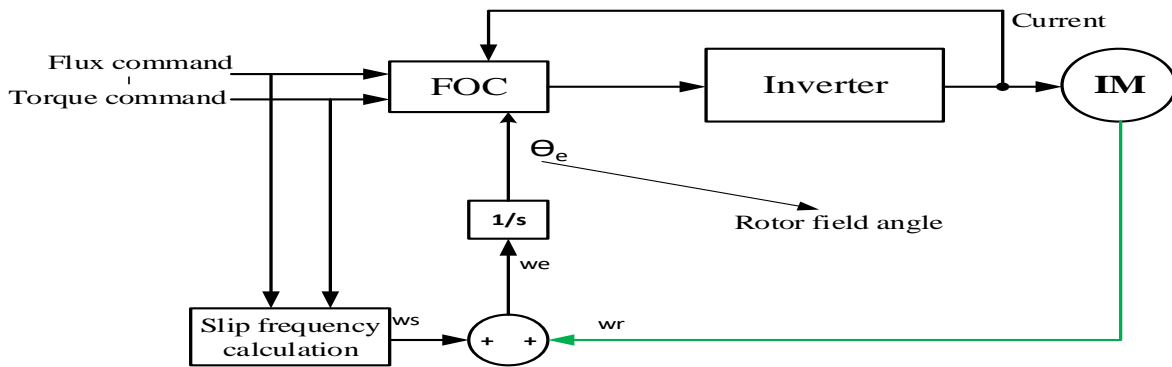 Current
Flux command
Torque command
FOC
Inverter
IM
Θe
1/s
Rotor field angle
we
Slip frequency
calculation
ws
+ +
wr